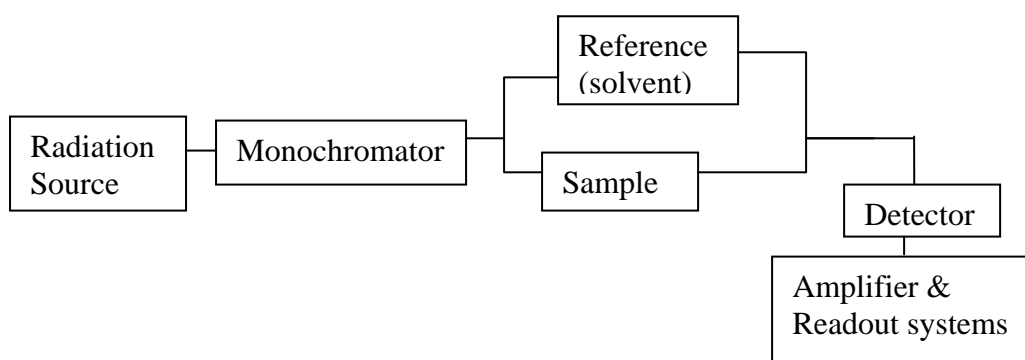 Radiation
Source
Monochromator
Reference
(solvent)
Sample
Detector
Amplifier &
Readout systems